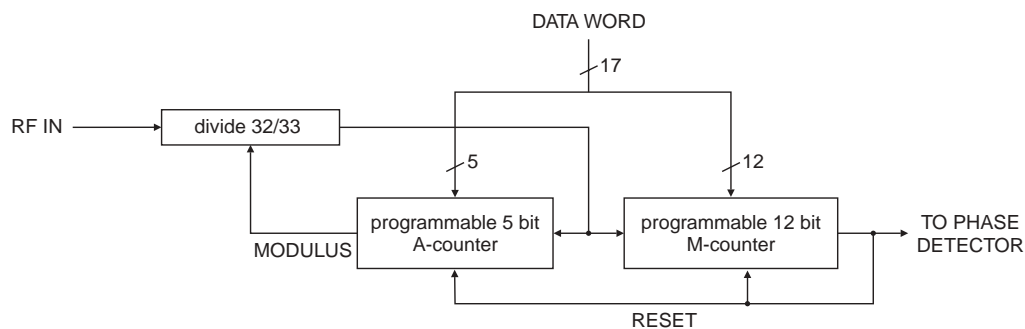 DATA WORD
17
RF IN
divide 32/33
5
12
programmable 5 bit
A-counter
programmable 12 bit
M-counter
TO PHASE
DETECTOR
MODULUS
RESET